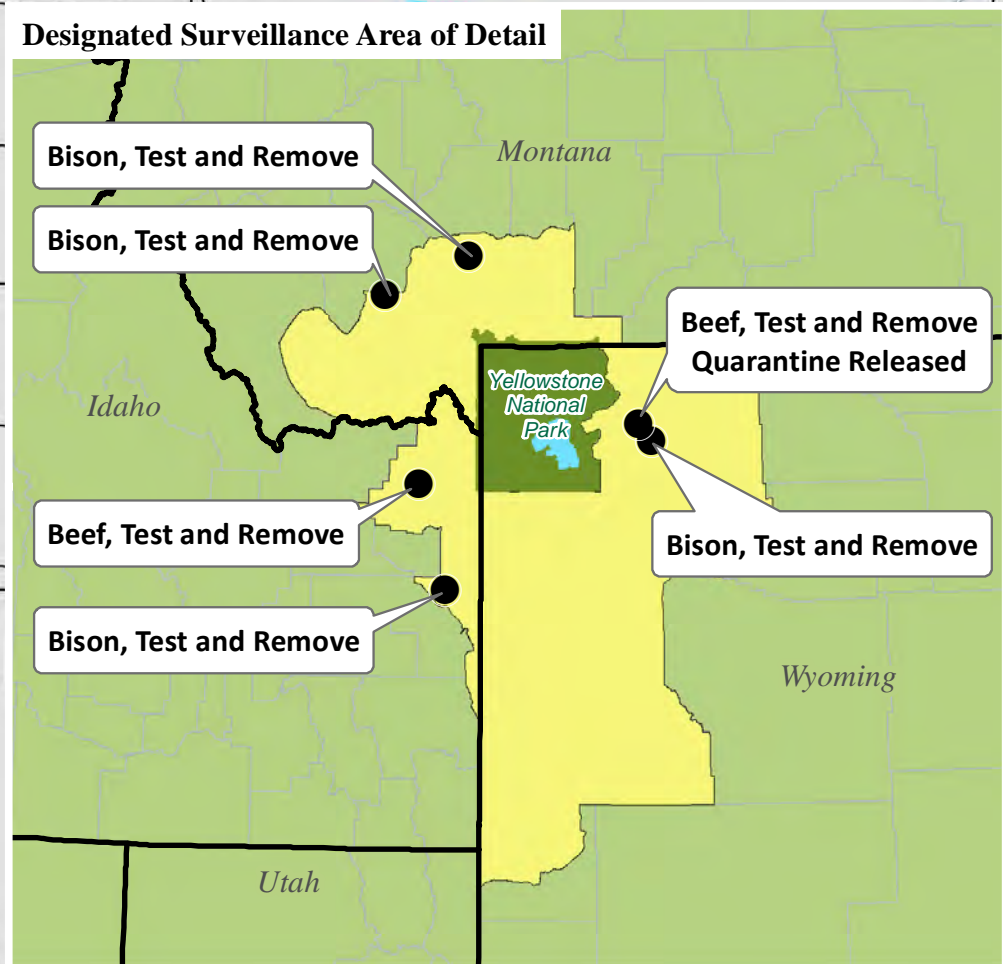 Designated Surveillance Area of Detail
Bison, Test and Remove
Montana
Bison, Test and Remove
Beef, Test and Remove
Quarantine Released
Yellowstone
National
Park
Idaho
Beef, Test and Remove
Bison, Test and Remove
Bison, Test and Remove
Wyoming
Utah